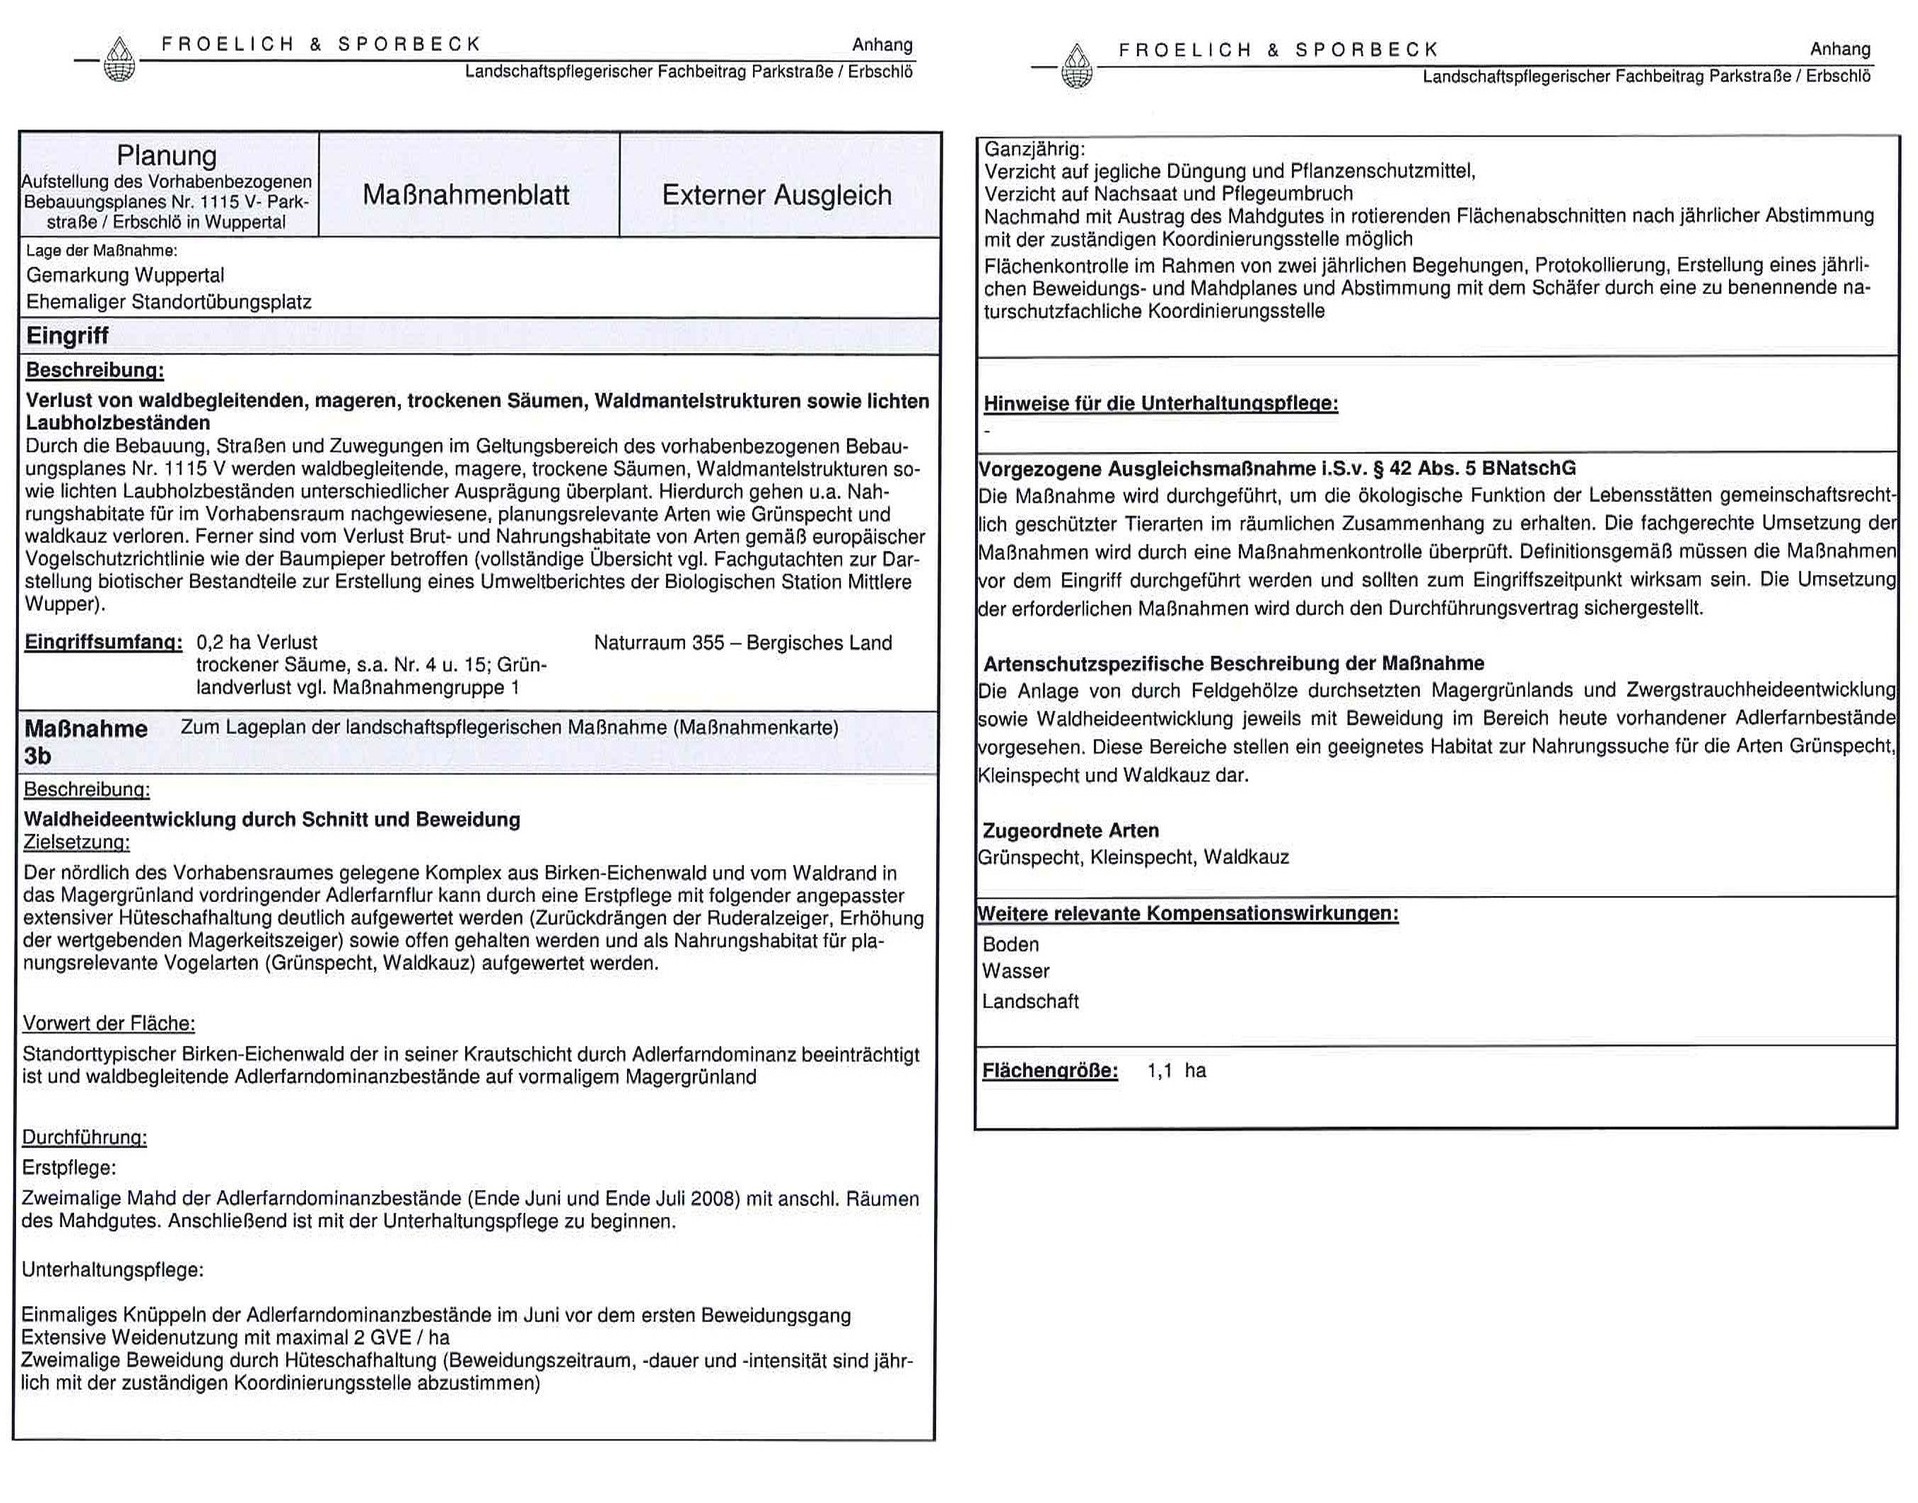 FROELICH & SPORBECK
Anhang
Landschaftspflegerischer Fachbeitrag Parkstraße / Erbschlö
Planung
Aufstellung des Vorhabenbezogenen
Bebauungsplanes Nr. 1115 V- Park-
straße / Erbschlö in Wuppertal
Maßnahmenblatt
Externer Ausgleich
Lage der Maßnahme:
Gemarkung Wuppertal
Ehemaliger Standortübungsplatz
Eingriff
Beschreibung:
Verlust von waldbegleitenden, mageren, trockenen Säumen, Waldmantelstrukturen sowie lichten
Laubholzbeständen
Durch die Bebauung, Straßen und Zuwegungen im Geltungsbereich des vorhabenbezogenen Bebau-
ungsplanes Nr. 1115 V werden waldbegleitende, magere, trockene Säumen, Waldmantelstrukturen so-
wie lichten Laubholzbeständen unterschiedlicher Ausprägung überplant. Hierdurch gehen u.a. Nah-
rungshabitate für im Vorhabensraum nachgewiesene, planungsrelevante Arten wie Grünspecht und
waldkauz verloren. Ferner sind vom Verlust Brut- und Nahrungshabitate von Arten gemäß europäischer
Vogelschutzrichtlinie wie der Baumpieper betroffen (vollständige Übersicht vgl. Fachgutachten zur Dar-
stellung biotischer Bestandteile zur Erstellung eines Umweltberichtes der Biologischen Station Mittlere
Wupper).
Eingriffsumfang: 0,2 ha Verlust
trockener Säume, s.a. Nr. 4 u. 15; Grün-
landverlust vgl. Maßnahmengruppe 1
Naturraum 355 – Bergisches Land
Maßnahme Zum Lageplan der landschaftspflegerischen Maßnahme (Maßnahmenkarte)
3b
Beschreibung:
Waldheideentwicklung durch Schnitt und Beweidung
Zielsetzung:
Der nördlich des Vorhabensraumes gelegene Komplex aus Birken-Eichenwald und vom Waldrand in
das Magergrünland vordringender Adlerfarnflur kann durch eine Erstpflege mit folgender angepasster
extensiver Hüteschafhaltung deutlich aufgewertet werden (Zurückdrängen der Ruderalzeiger, Erhöhung
der wertgebenden Magerkeitszeiger) sowie offen gehalten werden und als Nahrungshabitat für pla-
nungsrelevante Vogelarten (Grünspecht, Waldkauz) aufgewertet werden.
Vorwert der Fläche:
Standorttypischer Birken-Eichenwald der in seiner Krautschicht durch Adlerfarndominanz beeinträchtigt
ist und waldbegleitende Adlerfarndominanzbestände auf vormaligem Magergrünland
Durchführung:
Erstpflege:
Zweimalige Mahd der Adlerfarndominanzbestände (Ende Juni und Ende Juli 2008) mit anschl. Räumen
des Mahdgutes. Anschließend ist mit der Unterhaltungspflege zu beginnen.
Unterhaltungspflege:
Einmaliges Knüppeln der Adlerfarndominanzbestände im Juni vor dem ersten Beweidungsgang
Extensive Weidenutzung mit maximal 2 GVE / ha
Zweimalige Beweidung durch Hüteschafhaltung (Beweidungszeitraum, -dauer und -intensität sind jähr-
lich mit der zuständigen Koordinierungsstelle abzustimmen)
FROELICH & SPORBECK
Anhang
Landschaftspflegerischer Fachbeitrag Parkstraße / Erbschlö
Ganzjährig:
Verzicht auf jegliche Düngung und Pflanzenschutzmittel,
Verzicht auf Nachsaat und Pflegeumbruch
Nachmahd mit Austrag des Mahdgutes in rotierenden Flächenabschnitten nach jährlicher Abstimmung
mit der zuständigen Koordinierungsstelle möglich
Flächenkontrolle im Rahmen von zwei jährlichen Begehungen, Protokollierung, Erstellung eines jährli-
chen Beweidungs- und Mahdplanes und Abstimmung mit dem Schäfer durch eine zu benennende na-
turschutzfachliche Koordinierungsstelle
Hinweise für die Unterhaltungspflege:
-
Vorgezogene Ausgleichsmaßnahme i.S.v. § 42 Abs. 5 BNatschG
Die Maßnahme wird durchgeführt, um die ökologische Funktion der Lebensstätten gemeinschaftsrecht-
lich geschützter Tierarten im räumlichen Zusammenhang zu erhalten. Die fachgerechte Umsetzung der
Maßnahmen wird durch eine Maßnahmenkontrolle überprüft. Definitionsgemäß müssen die Maßnahmen
vor dem Eingriff durchgeführt werden und sollten zum Eingriffszeitpunkt wirksam sein. Die Umsetzung
der erforderlichen Maßnahmen wird durch den Durchführungsvertrag sichergestellt.
Artenschutzspezifische Beschreibung der Maßnahme
Die Anlage von durch Feldgehölze durchsetzten Magergrünlands und Zwergstrauchheideentwicklung
sowie Waldheideentwicklung jeweils mit Beweidung im Bereich heute vorhandener Adlerfarnbestände
vorgesehen. Diese Bereiche stellen ein geeignetes Habitat zur Nahrungssuche für die Arten Grünspecht,
Kleinspecht und Waldkauz dar.
Zugeordnete Arten
Grünspecht, Kleinspecht, Waldkauz
Weitere relevante Kompensationswirkungen:
Boden
Wasser
Landschaft
Flächengröße: 1,1 ha